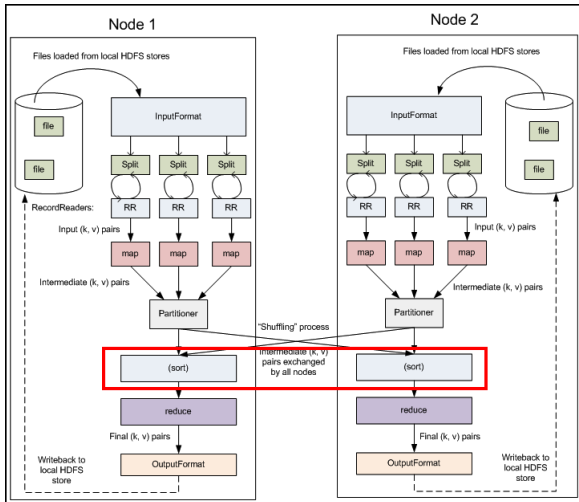 Node 1
Node 2
Files loaded from local HDFS stores
Files loaded from local HDFS stores
InputFormat
InputFormat
file
file
file
file
Split
Split
Split
Split
Split
Split
RecordReaders:
RR
RR
RR
RR
RR
RR
Input (k, v) pairs
Input (k, v) pairs
map
map
map
map
map
map
Intermediate (k, v) pairs
Intermediate (k, v) pairs
Partitioner
Partitioner
"Shuffling" process
Intermediate (k, v)
pairs exchanged
by all nodes
(sort)
(sort)
reduce
reduce
Final (k, v) pairs
Final (k, v) pairs
Writeback to
local HDFS
store
OutputFormat
OutputFormat
Writeback to
local HDFS
store